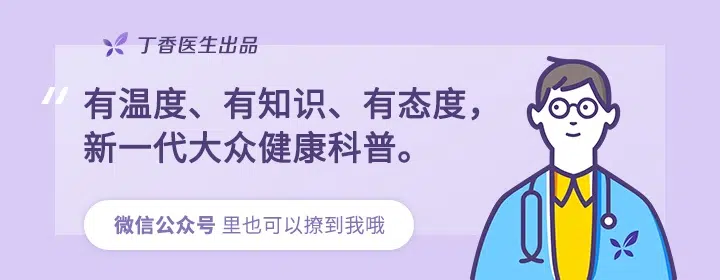 丁香医生出品
有温度、有知识、有态度，
新一代大众健康科普。
微信公众号 里也可以撩到我哦